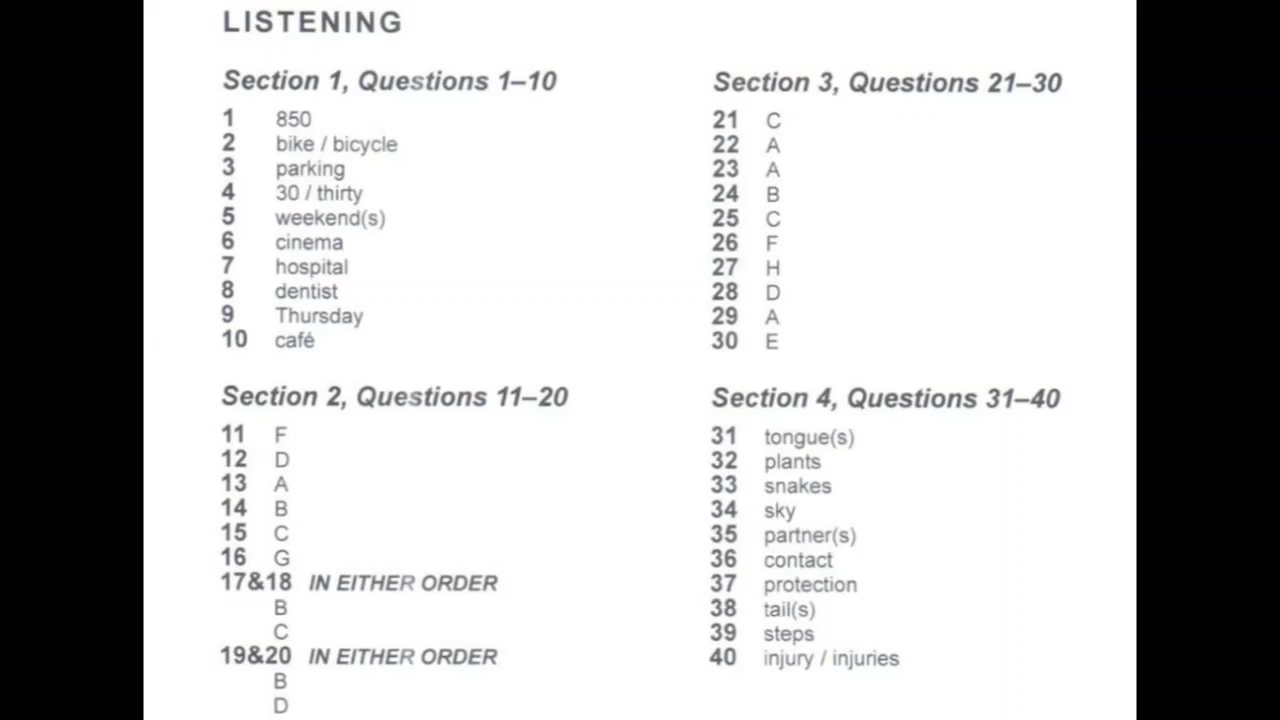 LISTENING
Section 1, Questions 1–10
1 850
2 bike / bicycle
3 parking
4 30 / thirty
5 weekend(s)
6 cinema
7 hospital
8 dentist
9 Thursday
10 café
Section 2, Questions 11–20
11 F
12 D
13 A
14 B
15 C
16 G
17&18 IN EITHER ORDER
B
C
19&20 IN EITHER ORDER
B
D
Section 3, Questions 21–30
21 C
22 A
23 A
24 B
25 C
26 F
27 H
28 D
29 A
30 E
Section 4, Questions 31–40
31 tongue(s)
32 plants
33 snakes
34 sky
35 partner(s)
36 contact
37 protection
38 tail(s)
39 steps
40 injury / injuries